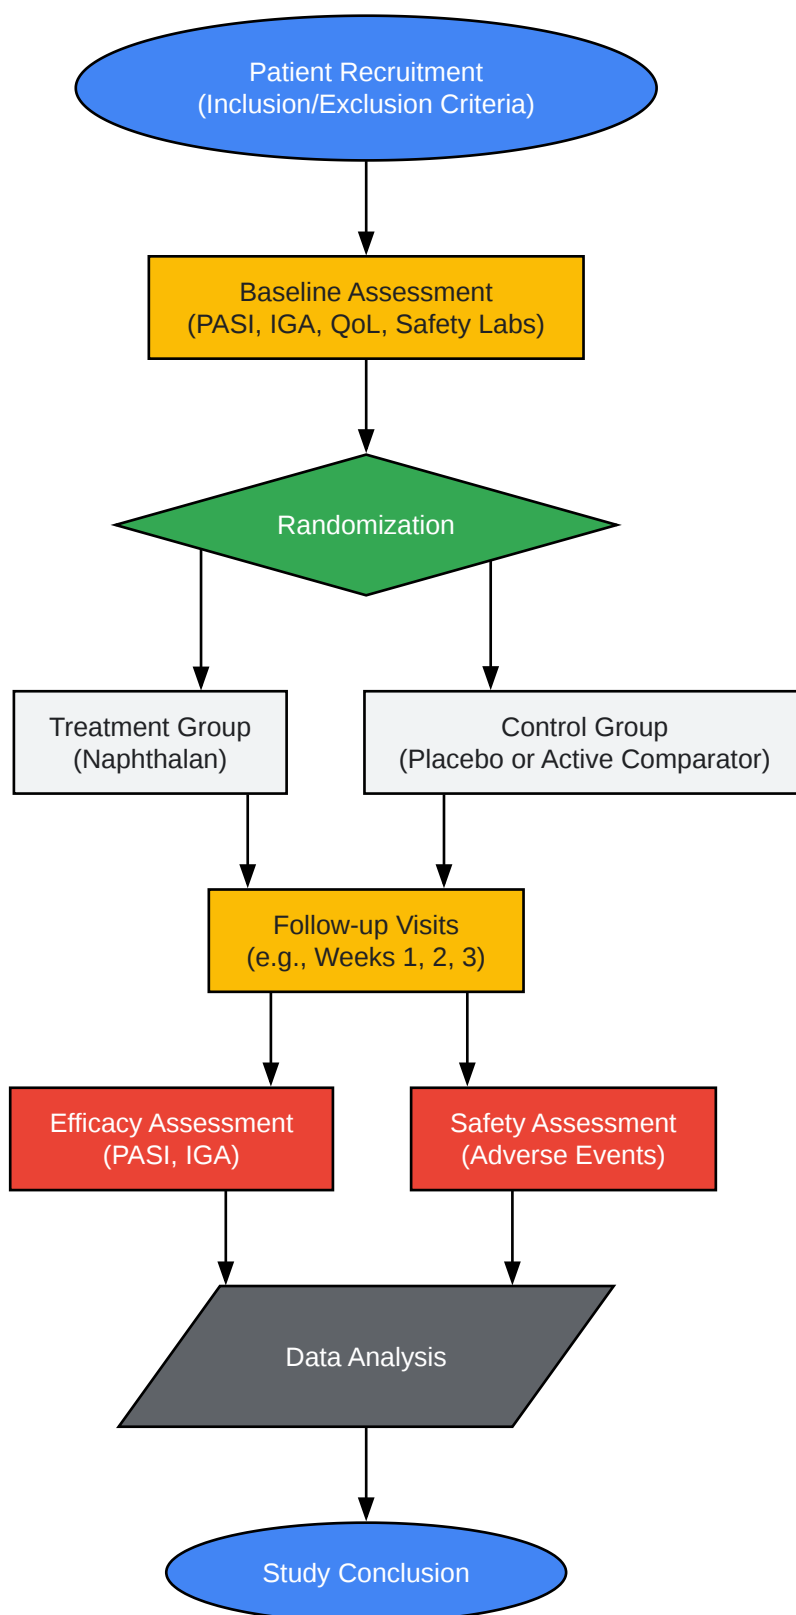 Patient Recruitment
(Inclusion/Exclusion Criteria)
Baseline Assessment
(PASI, IGA, QoL, Safety Labs)
Randomization
Treatment Group
(Naphthalan)
Control Group
(Placebo or Active Comparator)
Follow-up Visits
(e.g., Weeks 1, 2, 3)
Efficacy Assessment
(PASI, IGA)
Safety Assessment
(Adverse Events)
Data Analysis
Study Conclusion